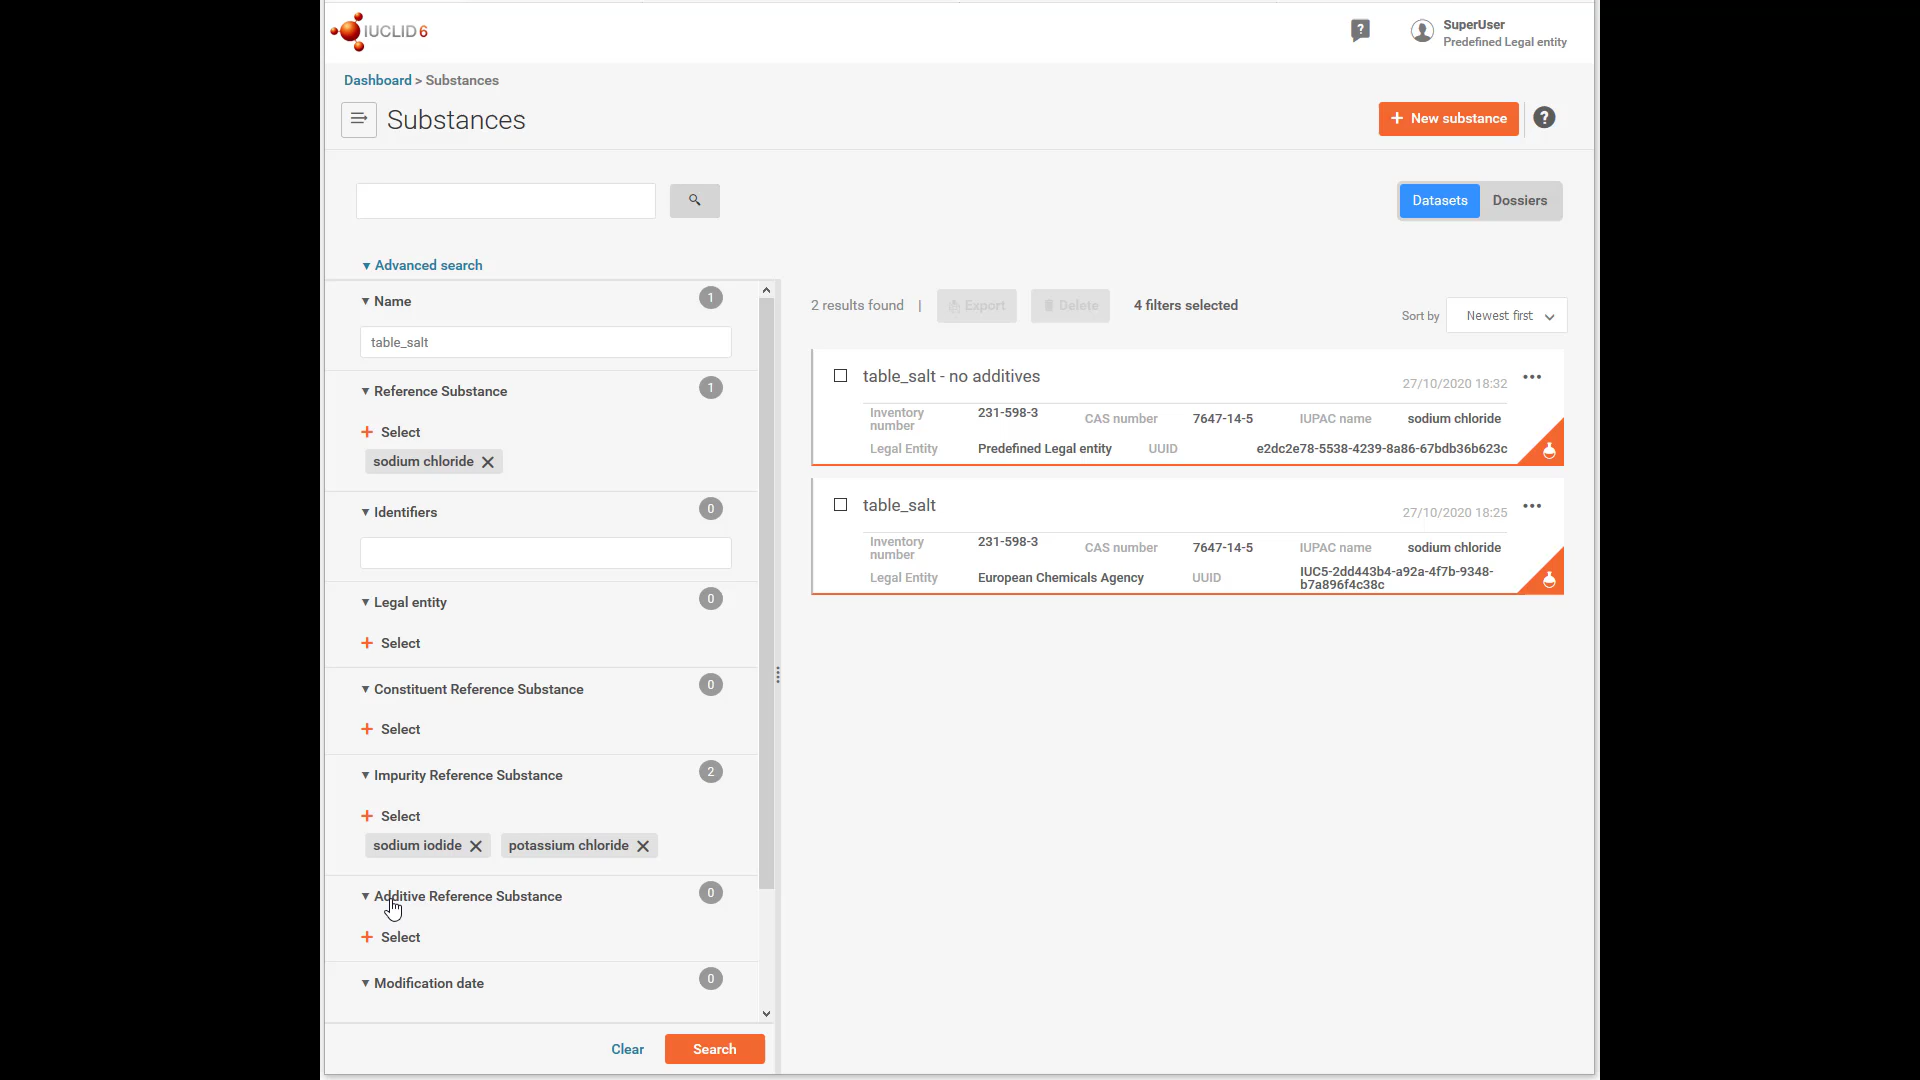 IUCLID 6
?
SuperUser
Predefined Legal entity
Dashboard > Substances
Substances
+ New substance
?
Datasets
Dossiers
▾ Advanced search
▾ Name
1
table_salt
▾ Reference Substance
1
+ Select
sodium chloride ✕
▾ Identifiers
0
▾ Legal entity
0
+ Select
▾ Constituent Reference Substance
0
+ Select
▾ Impurity Reference Substance
2
+ Select
sodium iodide ✕ potassium chloride ✕
▾ Additive Reference Substance
0
+ Select
▾ Modification date
0
Clear
Search
2 results found | Export Delete 4 filters selected
Sort by Newest first
table_salt - no additives
27/10/2020 18:32
Inventory number 231-598-3 CAS number 7647-14-5 IUPAC name sodium chloride
Legal Entity Predefined Legal entity UUID e2dc2e78-5538-4239-8a86-67bdb36b623c
table_salt
27/10/2020 18:25
Inventory number 231-598-3 CAS number 7647-14-5 IUPAC name sodium chloride
Legal Entity European Chemicals Agency UUID IUC5-2dd443b4-a92a-4f7b-9348-
b7a896f4c38c